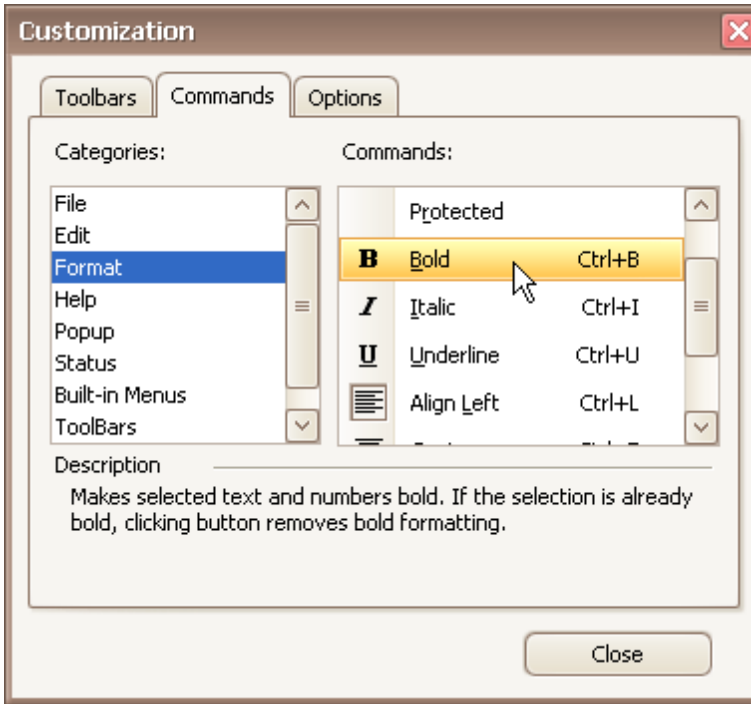 Customization
Toolbars Commands Options
Categories: Commands:
File
Edit
Format
Help
Popup
Status
Built-in Menus
ToolBars
Protected
B Bold Ctrl+B
I Italic Ctrl+I
U Underline Ctrl+U
Align Left Ctrl+L
Description
Makes selected text and numbers bold. If the selection is already
bold, clicking button removes bold formatting.
Close